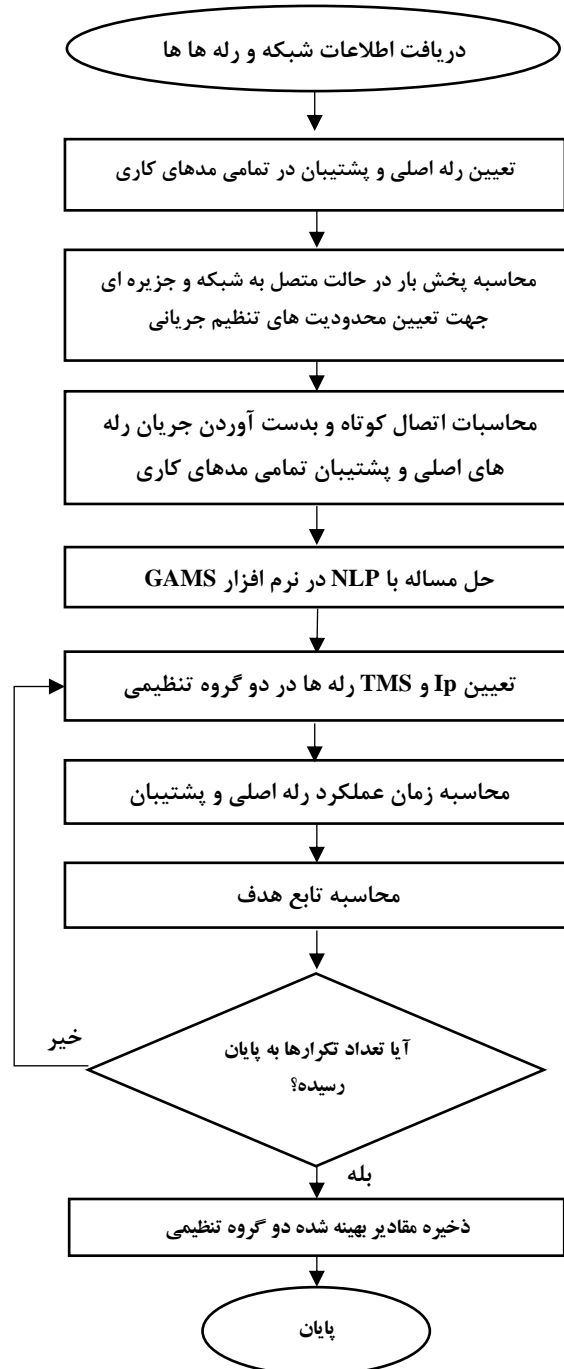 دریافت اطلاعات شبکه و رله ها ها
تعیین رله اصلی و پشتیبان در تمامی مدهای کاری
محاسبه پخش بار در حالت متصل به شبکه و جزیره ای
جهت تعیین محدودیت های تنظیم جریانی
محاسبات اتصال کوتاه و بدست آوردن جریان رله
های اصلی و پشتیبان تمامی مدهای کاری
حل مساله با NLP در نرم افزار GAMS
تعیین Ip و TMS رله ها در دو گروه تنظیمی
محاسبه زمان عملکرد رله اصلی و پشتیبان
محاسبه تابع هدف
خیر
آیا تعداد تکرارها به پایان
رسیده؟
بله
ذخیره مقادیر بهینه شده دو گروه تنظیمی
پایان